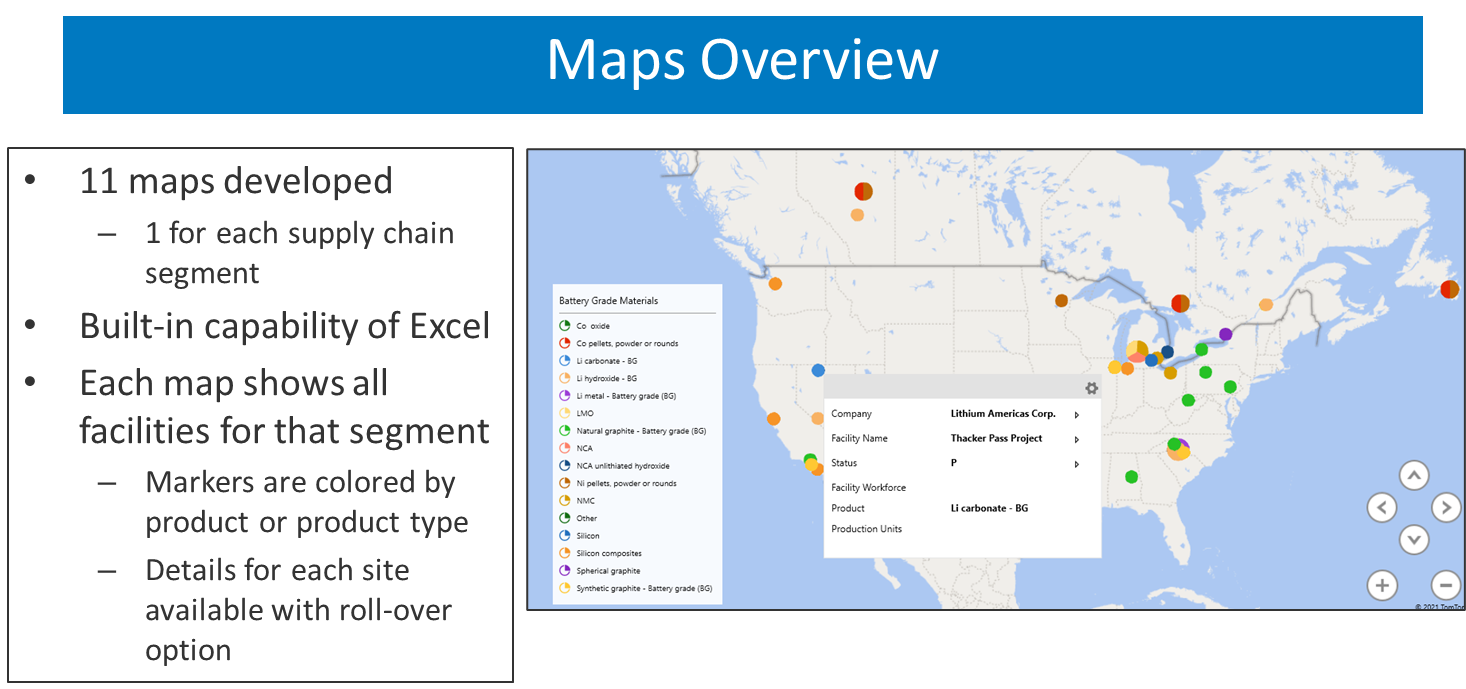 Maps Overview
• 11 maps developed
– 1 for each supply chain
segment
• Built-in capability of Excel
• Each map shows all
facilities for that segment
– Markers are colored by
product or product type
– Details for each site
available with roll-over
option
Battery Grade Materials
Co oxide
Co pellets, powder or rounds
Li carbonate - BG
Li hydroxide - BG
Li metal - Battery grade (BG)
LMO
Natural graphite - Battery grade (BG)
NCA
NCA unlithiated hydroxide
Ni pellets, powder or rounds
NMC
Other
Silicon
Silicon composites
Spherical graphite
Synthetic graphite - Battery grade (BG)
Company Lithium Americas Corp.
Facility Name Thacker Pass Project
Status P
Facility Workforce
Product Li carbonate - BG
Production Units
© 2021 TomTom